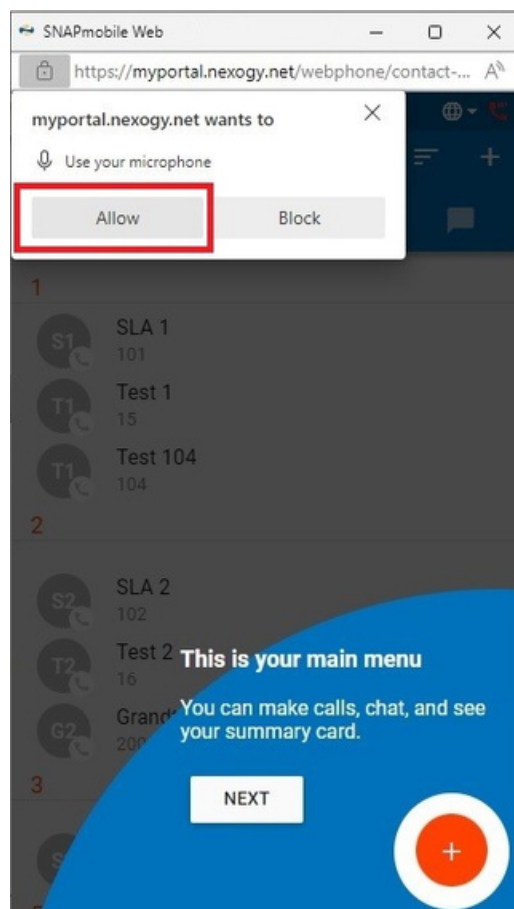 SNAPmobile Web
https://myportal.nexogy.net/webphone/contact-...
myportal.nexogy.net wants to
Use your microphone
Allow
Block
1
S1
SLA 1
101
T1
Test 1
15
T1
Test 104
104
2
S2
SLA 2
102
T2
Test 2
16
G2
This is your main menu
You can make calls, chat, and see
your summary card.
NEXT
3